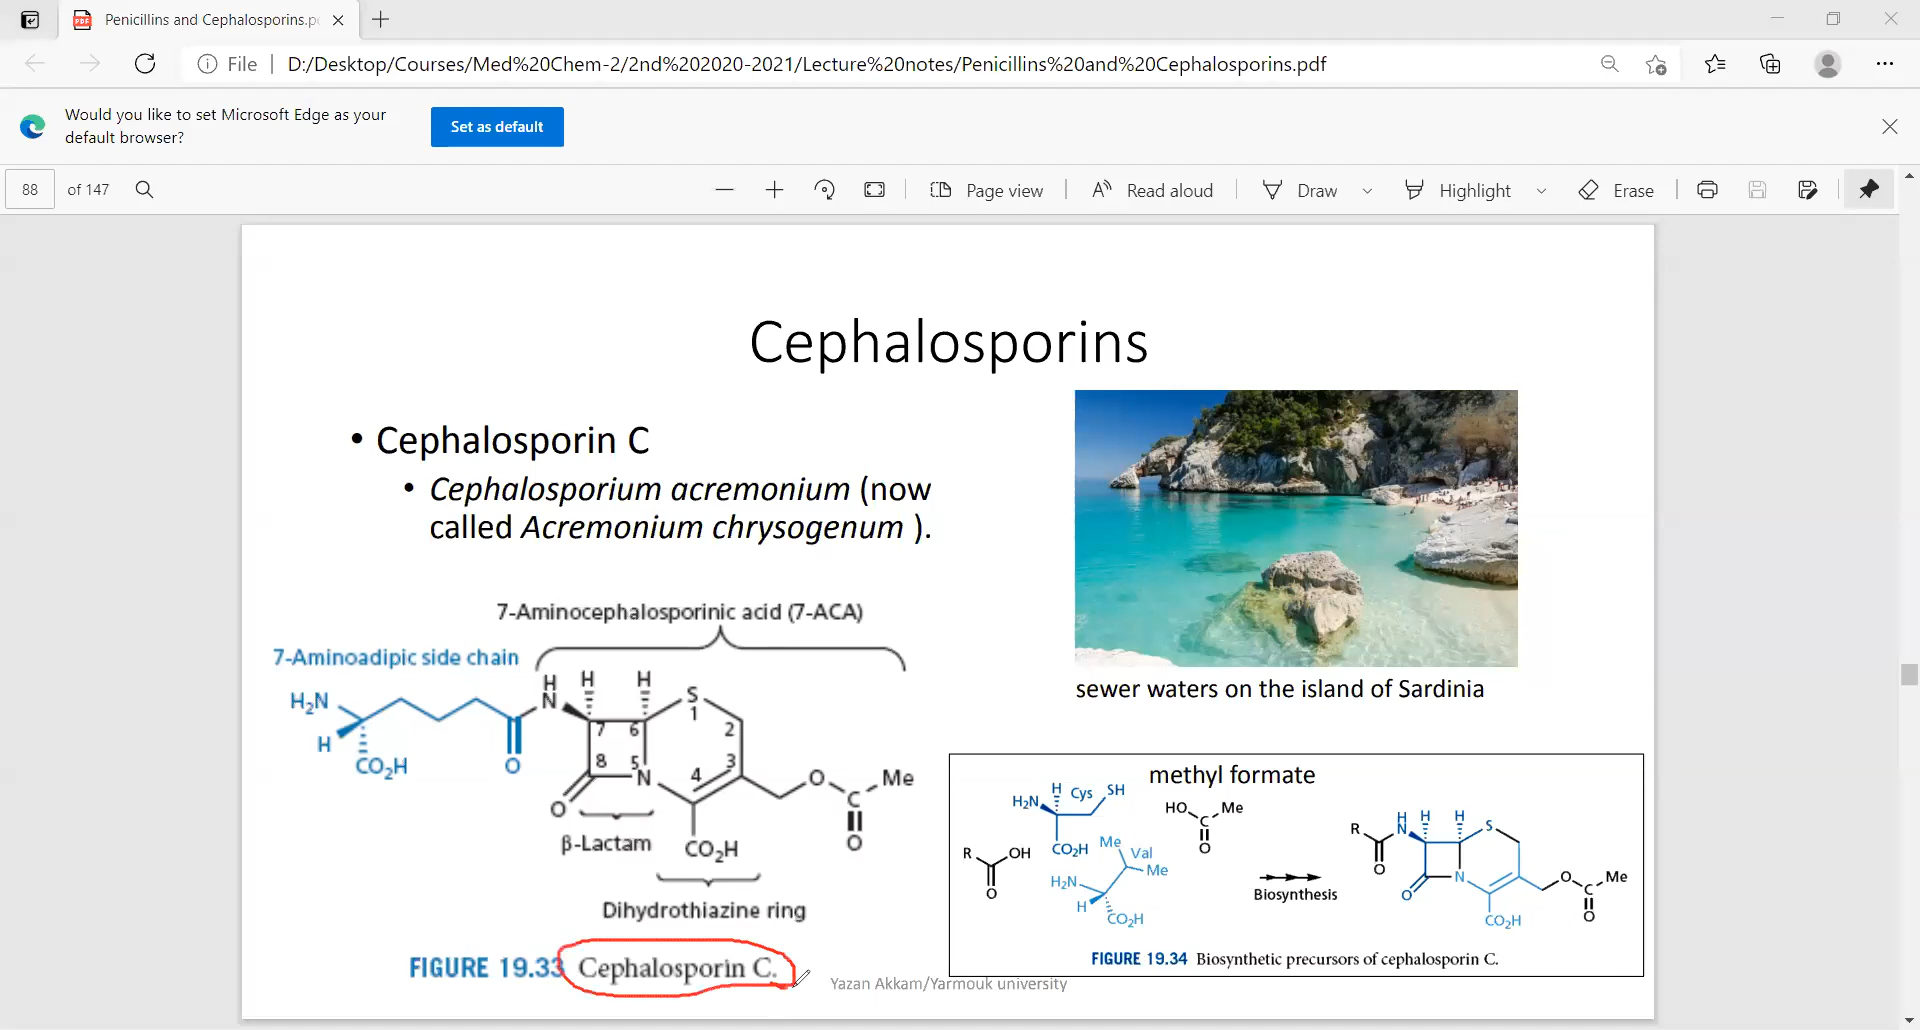 Penicillins and Cephalosporins.p
File
D:/Desktop/Courses/Med%20Chem-2/2nd%202020-2021/Lecture%20notes/Penicillins%20and%20Cephalosporins.pdf
Would you like to set Microsoft Edge as your
default browser?
Set as default
88 of 147
Page view
Read aloud
Draw
Highlight
Erase
Cephalosporins
• Cephalosporin C
• Cephalosporium acremonium (now
called Acremonium chrysogenum ).
7-Aminocephalosporinic acid (7-ACA)
7-Aminoadipic side chain
H H H
H₂N N S
1
7 6 2
H
CO₂H O 8 5 N 4 3 O Me
O C
β-Lactam CO₂H O
Dihydrothiazine ring
FIGURE 19.33 Cephalosporin C.
sewer waters on the island of Sardinia
methyl formate
H Cys SH
H₂N HO Me
C
O
CO₂H Me
R OH Val
O H₂N Me
H CO₂H
Biosynthesis
H H H
R N S
O
O N O Me
C
CO₂H O
FIGURE 19.34 Biosynthetic precursors of cephalosporin C.
Yazan Akkam/Yarmouk university